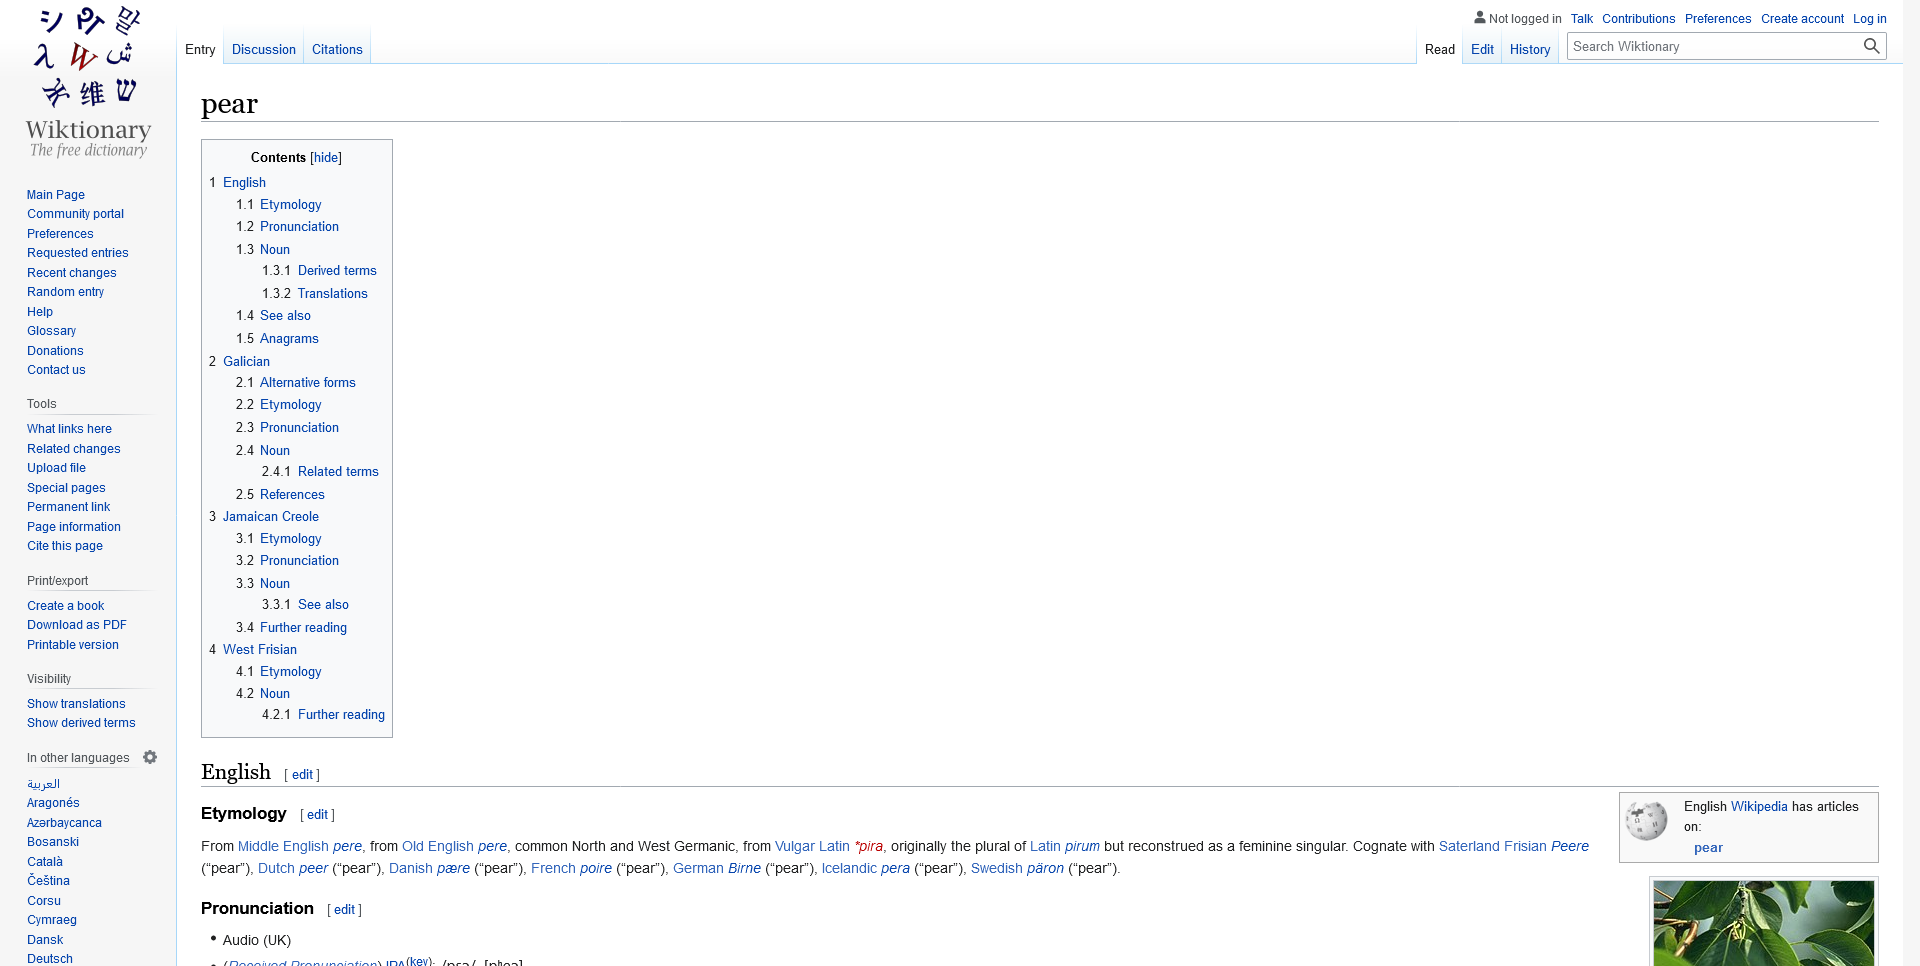 Not logged in Talk Contributions Preferences Create account Log in
Entry Discussion Citations Read Edit History Search Wiktionary
シ ק 말
λ W ش
维 ש
Wiktionary
The free dictionary
Main Page
Community portal
Preferences
Requested entries
Recent changes
Random entry
Help
Glossary
Donations
Contact us
Tools
What links here
Related changes
Upload file
Special pages
Permanent link
Page information
Cite this page
Print/export
Create a book
Download as PDF
Printable version
Visibility
Show translations
Show derived terms
In other languages
العربية
Aragonés
Azərbaycanca
Bosanski
Català
Čeština
Corsu
Cymraeg
Dansk
Deutsch
pear
Contents [hide]
1 English
1.1 Etymology
1.2 Pronunciation
1.3 Noun
1.3.1 Derived terms
1.3.2 Translations
1.4 See also
1.5 Anagrams
2 Galician
2.1 Alternative forms
2.2 Etymology
2.3 Pronunciation
2.4 Noun
2.4.1 Related terms
2.5 References
3 Jamaican Creole
3.1 Etymology
3.2 Pronunciation
3.3 Noun
3.3.1 See also
3.4 Further reading
4 West Frisian
4.1 Etymology
4.2 Noun
4.2.1 Further reading
English [ edit ]
Etymology [ edit ]
From Middle English pere, from Old English pere, common North and West Germanic, from Vulgar Latin *pira, originally the plural of Latin pirum but reconstrued as a feminine singular. Cognate with Saterland Frisian Peere
(“pear”), Dutch peer (“pear”), Danish pære (“pear”), French poire (“pear”), German Birne (“pear”), Icelandic pera (“pear”), Swedish päron (“pear”).
English Wikipedia has articles
on:
pear
Pronunciation [ edit ]
• Audio (UK)
• (Received Pronunciation) IPA(key): /pɛə/, [pʰɛə]